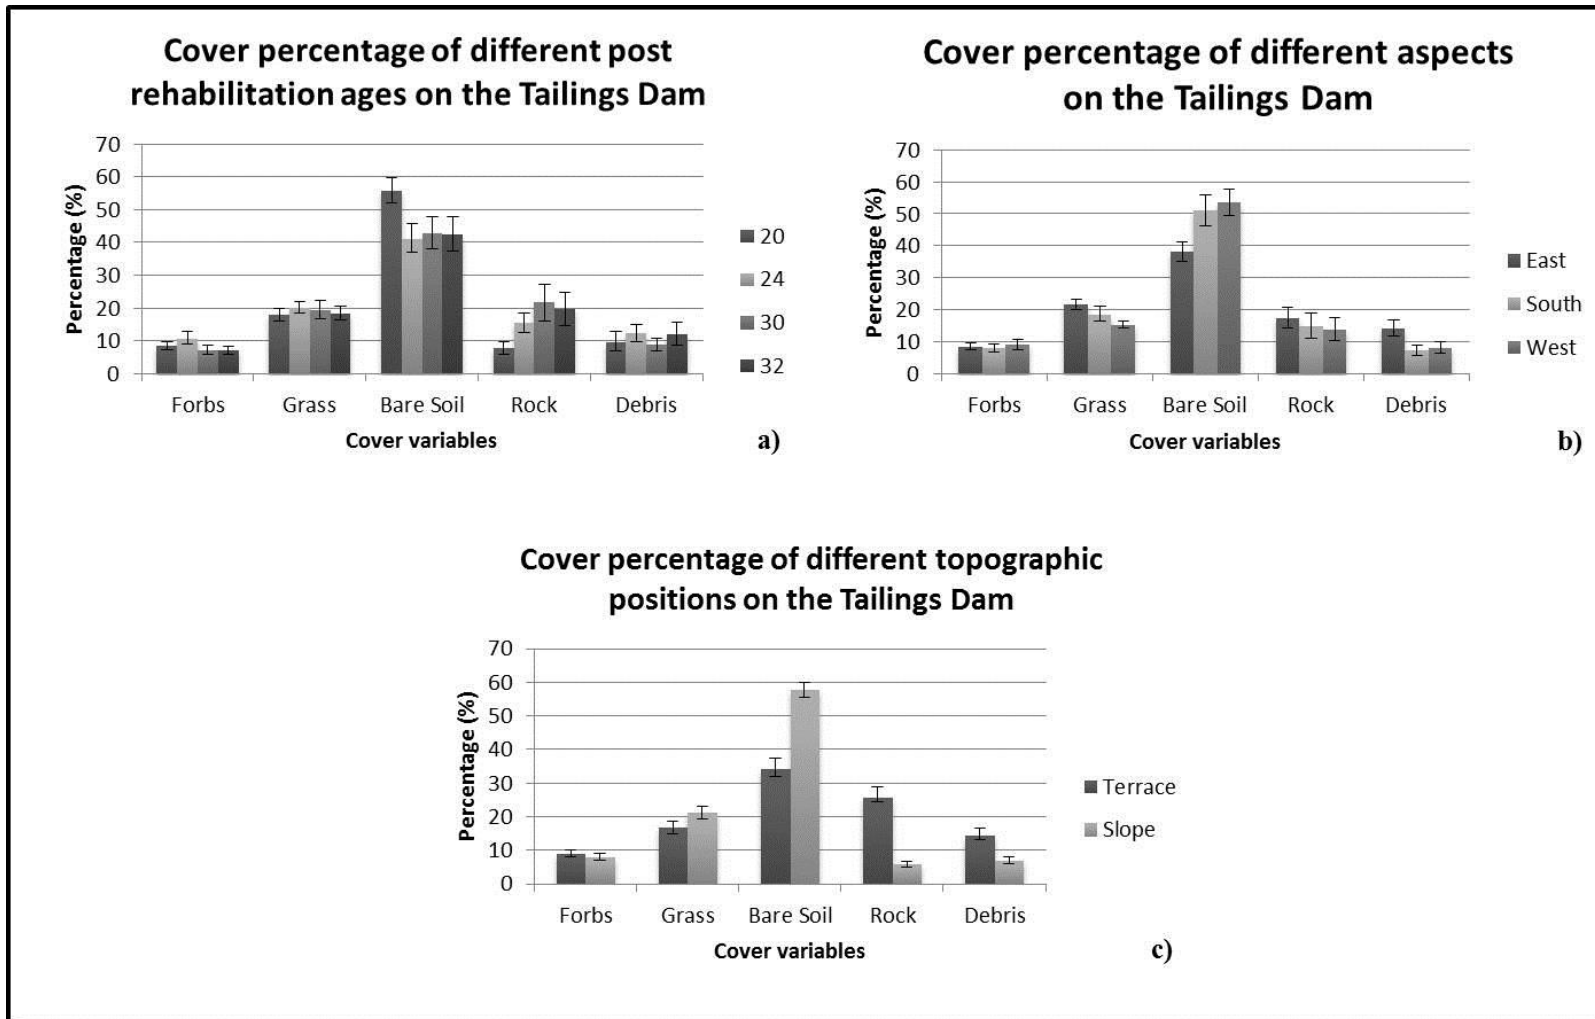 Cover percentage of different post
rehabilitation ages on the Tailings Dam
70
60
50
40
30
20
10
0
Percentage (%)
Forbs Grass Bare Soil Rock Debris
Cover variables
20
24
30
32
a)
Cover percentage of different aspects
on the Tailings Dam
70
60
50
40
30
20
10
0
Percentage (%)
Forbs Grass Bare Soil Rock Debris
Cover variables
East
South
West
b)
Cover percentage of different topographic
positions on the Tailings Dam
70
60
50
40
30
20
10
0
Percentage (%)
Forbs Grass Bare Soil Rock Debris
Cover variables
Terrace
Slope
c)